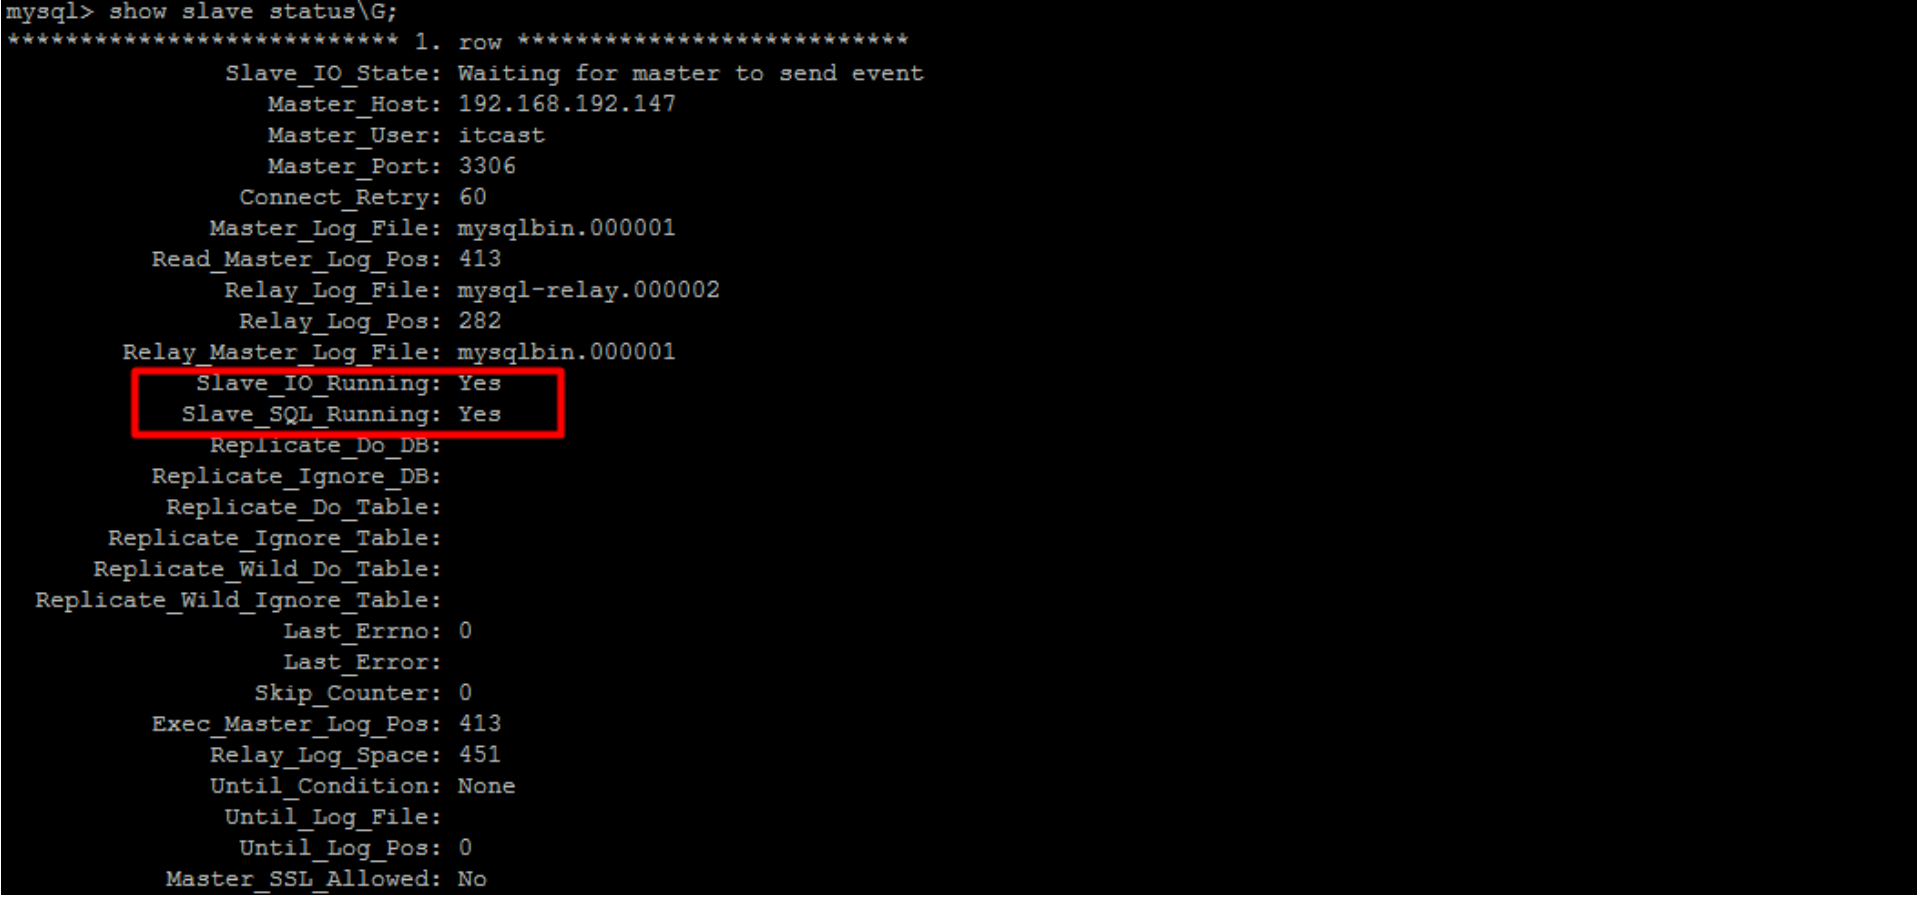 mysql> show slave status\G;
*************************** 1. row ***************************
Slave_IO_State: Waiting for master to send event
Master_Host: 192.168.192.147
Master_User: itcast
Master_Port: 3306
Connect_Retry: 60
Master_Log_File: mysqlbin.000001
Read_Master_Log_Pos: 413
Relay_Log_File: mysql-relay.000002
Relay_Log_Pos: 282
Relay_Master_Log_File: mysqlbin.000001
Slave_IO_Running: Yes
Slave_SQL_Running: Yes
Replicate_Do_DB:
Replicate_Ignore_DB:
Replicate_Do_Table:
Replicate_Ignore_Table:
Replicate_Wild_Do_Table:
Replicate_Wild_Ignore_Table:
Last_Errno: 0
Last_Error:
Skip_Counter: 0
Exec_Master_Log_Pos: 413
Relay_Log_Space: 451
Until_Condition: None
Until_Log_File:
Until_Log_Pos: 0
Master_SSL_Allowed: No